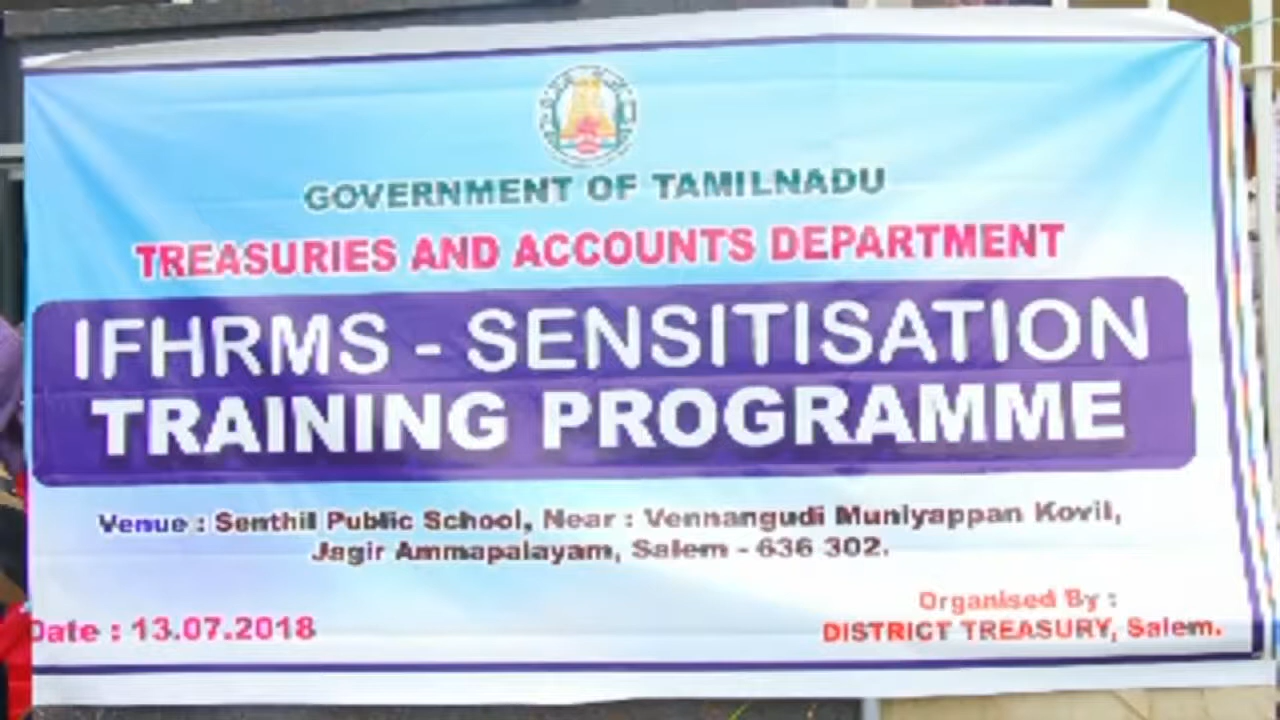 GOVERNMENT OF TAMILNADU
TREASURIES AND ACCOUNTS DEPARTMENT
IFHRMS - SENSITISATION
TRAINING PROGRAMME
Venue : Senthil Public School, Near : Vennangudi Muniyappan Kovil,
Jagir Ammapalayam, Salem - 636 302.
Date : 13.07.2018
Organised By :
DISTRICT TREASURY, Salem.